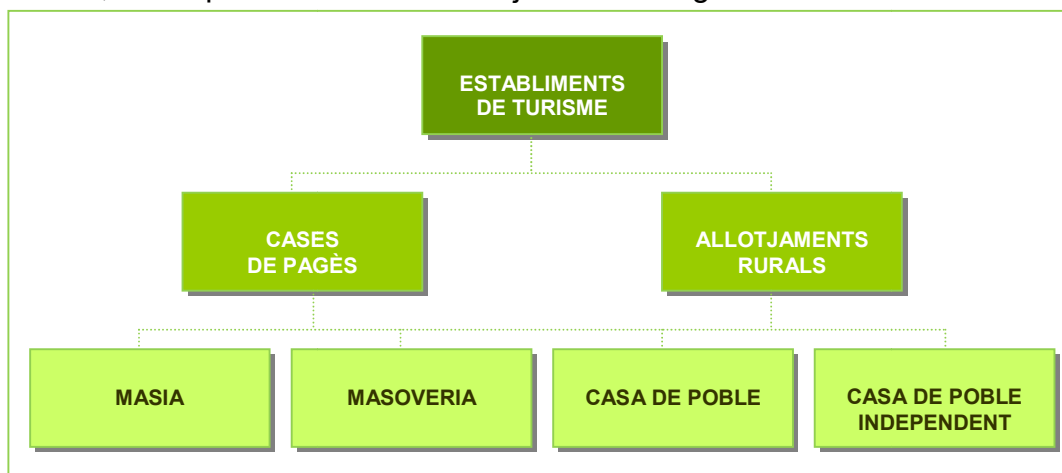 ESTABLIMENTS
DE TURISME
CASES
DE PAGÈS
ALLOTJAMENTS
RURALS
MASIA
MASOVERIA
CASA DE POBLE
CASA DE POBLE
INDEPENDENT